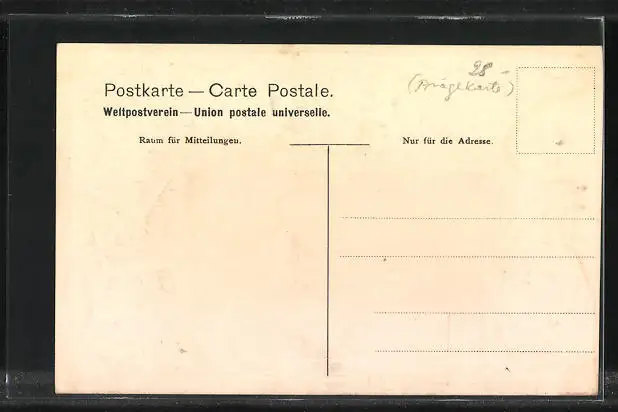 Postkarte — Carte Postale.
Weltpostverein — Union postale universelle.
28 –
(Prägekarte)
Raum für Mitteilungen.
Nur für die Adresse.